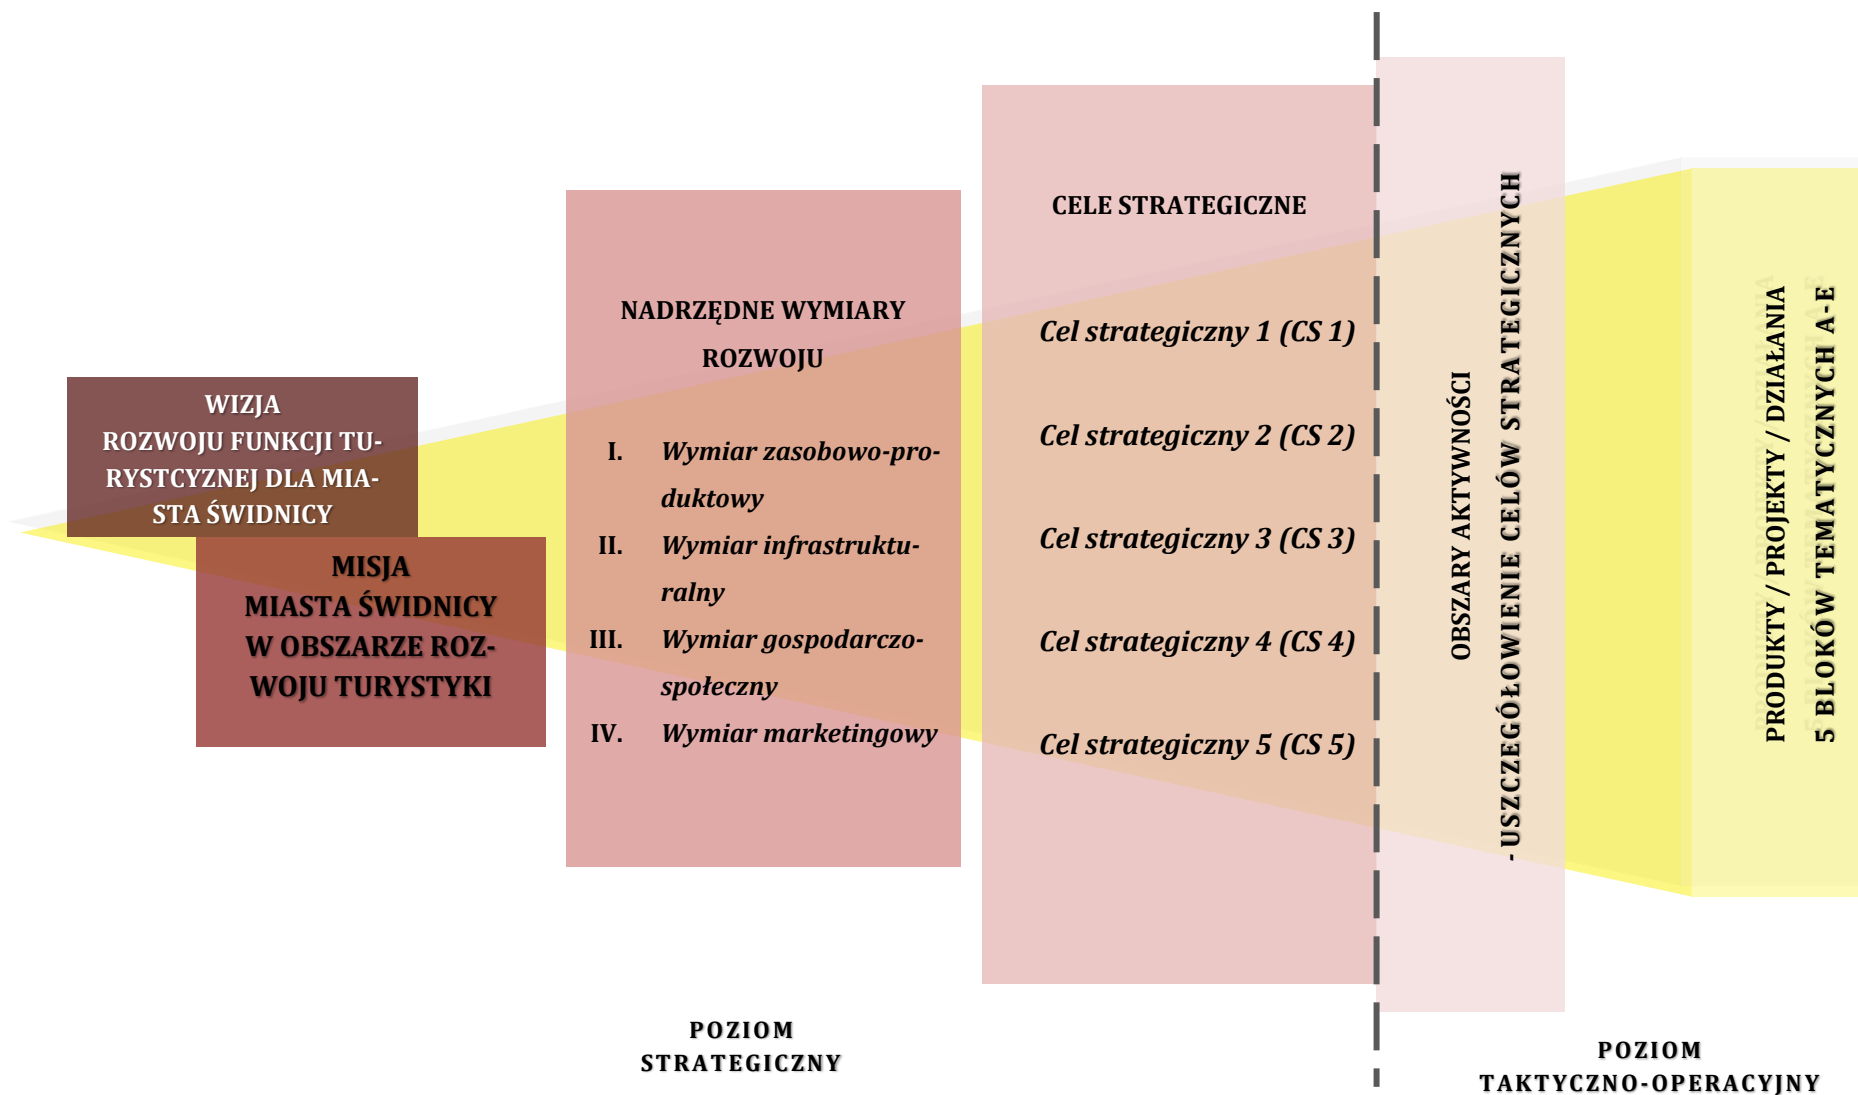 WIZJA
ROZWOJU FUNKCJI TU-
RYSTCYZNEJ DLA MIA-
STA ŚWIDNICY
MISJA
MIASTA ŚWIDNICY
W OBSZARZE ROZ-
WOJU TURYSTYKI
NADRZĘDNE WYMIARY
ROZWOJU
I. Wymiar zasobowo-pro-
duktowy
II. Wymiar infrastruktu-
ralny
III. Wymiar gospodarczo-
społeczny
IV. Wymiar marketingowy
CELE STRATEGICZNE
Cel strategiczny 1 (CS 1)
Cel strategiczny 2 (CS 2)
Cel strategiczny 3 (CS 3)
Cel strategiczny 4 (CS 4)
Cel strategiczny 5 (CS 5)
OBSZARY AKTYWNOŚCI
- USZCZEGÓŁOWIENIE CELÓW STRATEGICZNYCH
PRODUKTY / PROJEKTY / DZIAŁANIA
5 BLOKÓW TEMATYCZNYCH A-E
POZIOM
STRATEGICZNY
POZIOM
TAKTYCZNO-OPERACYJNY